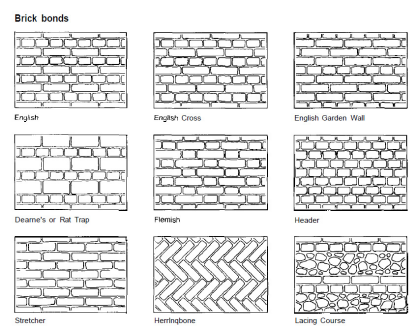 Brick bonds
English
English Cross
English Garden Wall
Dearne's or Rat Trap
Flemish
Header
Stretcher
Herringbone
Lacing Course